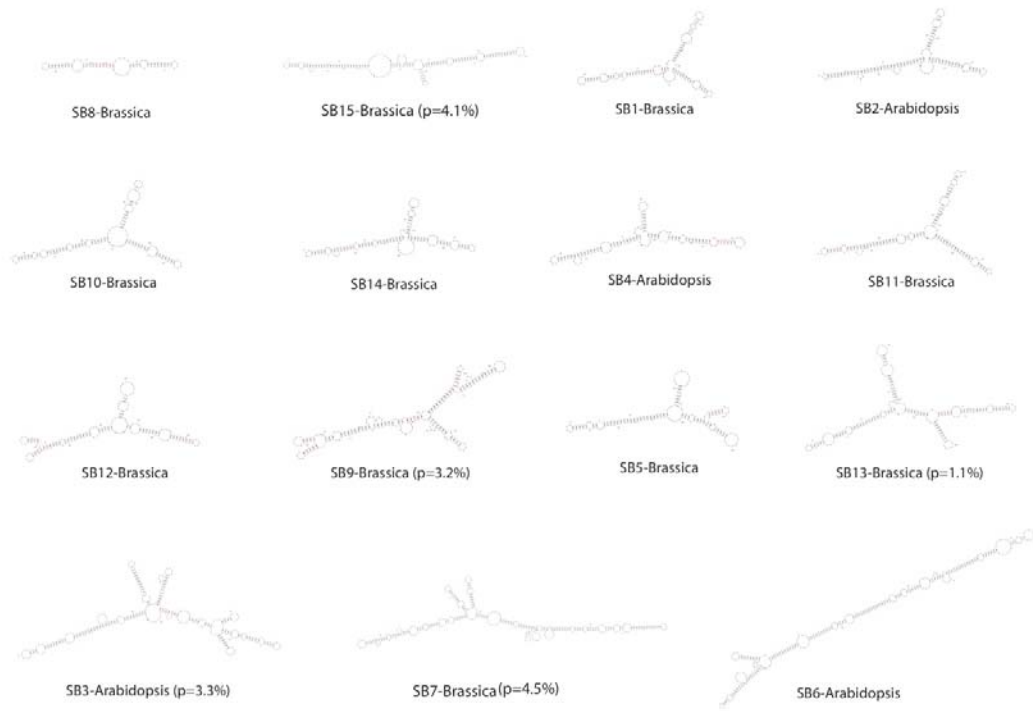 SB8-Brassica
SB15-Brassica (p=4.1%)
SB1-Brassica
SB2-Arabidopsis
SB10-Brassica
SB14-Brassica
SB4-Arabidopsis
SB11-Brassica
SB12-Brassica
SB9-Brassica (p=3.2%)
SB5-Brassica
SB13-Brassica (p=1.1%)
SB3-Arabidopsis (p=3.3%)
SB7-Brassica (p=4.5%)
SB6-Arabidopsis